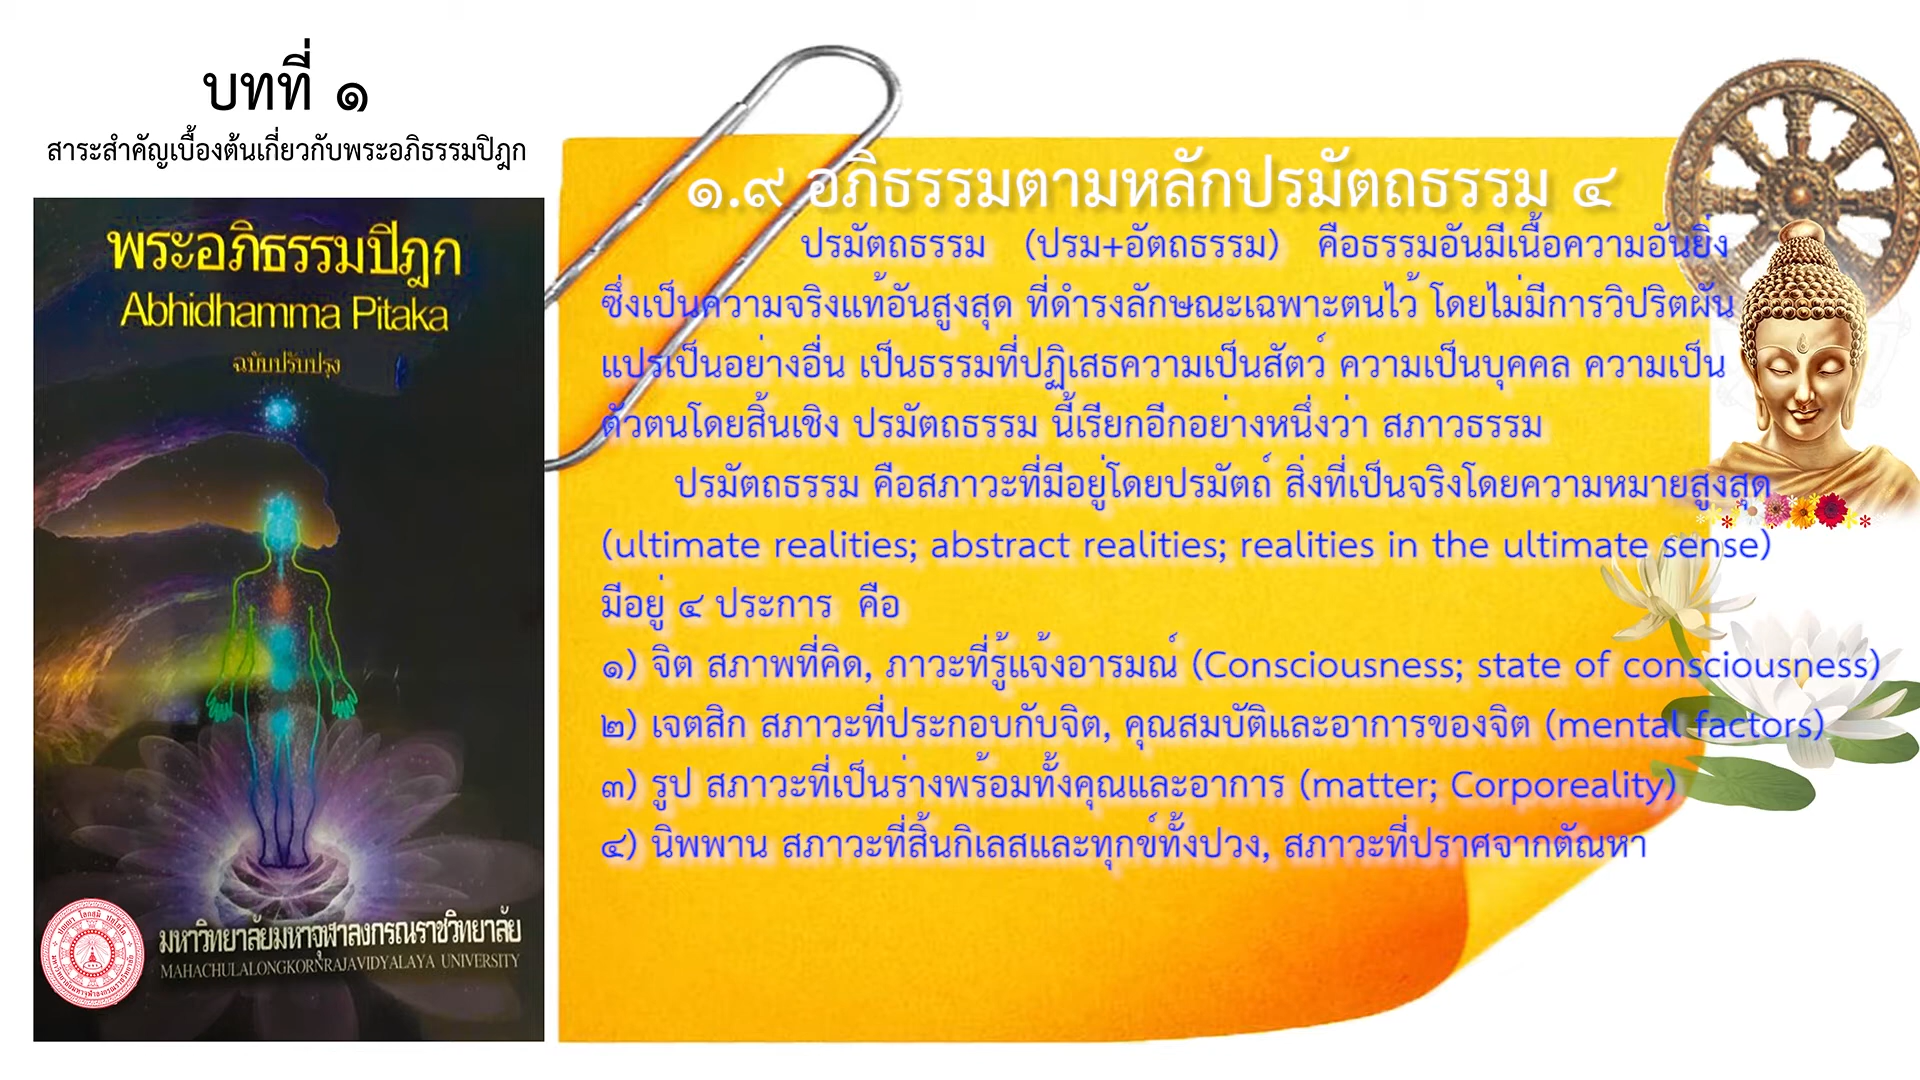 บทที่ ๑
สาระสำคัญเบื้องต้นเกี่ยวกับพระอภิธรรมปิฎก
พระอภิธรรมปิฎก
Abhidhamma Pitaka
ฉบับปรับปรุง
มหาวิทยาลัยมหาจุฬาลงกรณราชวิทยาลัย
MAHACHULALONGKORNRAJAVIDYALAYA UNIVERSITY
๑.๙ อภิธรรมตามหลักปรมัตถธรรม ๔
ปรมัตถธรรม (ปรม+อัตถธรรม) คือธรรมอันมีเนื้อความอันยิ่ง
ซึ่งเป็นความจริงแท้อันสูงสุด ที่ดำรงลักษณะเฉพาะตนไว้ โดยไม่มีการวิปริตผัน
แปรเป็นอย่างอื่น เป็นธรรมที่ปฏิเสธความเป็นสัตว์ ความเป็นบุคคล ความเป็น
ตัวตนโดยสิ้นเชิง ปรมัตถธรรม นี้เรียกอีกอย่างหนึ่งว่า สภาวธรรม
ปรมัตถธรรม คือสภาวะที่มีอยู่โดยปรมัตถ์ สิ่งที่เป็นจริงโดยความหมายสูงสุด
(ultimate realities; abstract realities; realities in the ultimate sense)
มีอยู่ ๔ ประการ คือ
๑) จิต สภาพที่คิด, ภาวะที่รู้แจ้งอารมณ์ (Consciousness; state of consciousness)
๒) เจตสิก สภาวะที่ประกอบกับจิต, คุณสมบัติและอาการของจิต (mental factors)
๓) รูป สภาวะที่เป็นร่างพร้อมทั้งคุณและอาการ (matter; Corporeality)
๔) นิพพาน สภาวะที่สิ้นกิเลสและทุกข์ทั้งปวง, สภาวะที่ปราศจากตัณหา